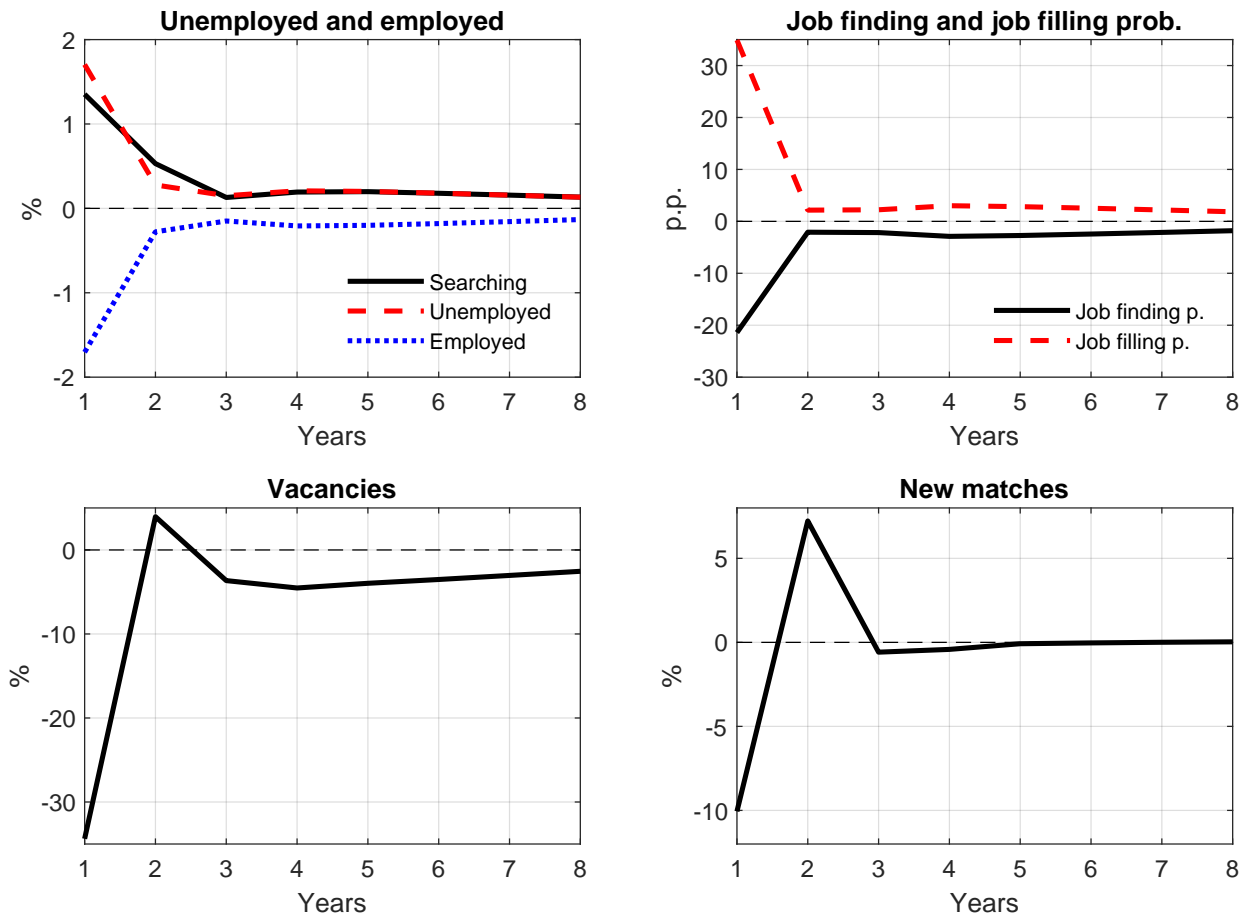 Unemployed and employed
2
1
0
-1
-2
%
Searching
Unemployed
Employed
1 2 3 4 5 6 7 8
Years
Job finding and job filling prob.
30
20
10
0
-10
-20
-30
p.p.
Job finding p.
Job filling p.
1 2 3 4 5 6 7 8
Years
Vacancies
0
-10
-20
-30
%
1 2 3 4 5 6 7 8
Years
New matches
5
0
-5
-10
%
1 2 3 4 5 6 7 8
Years